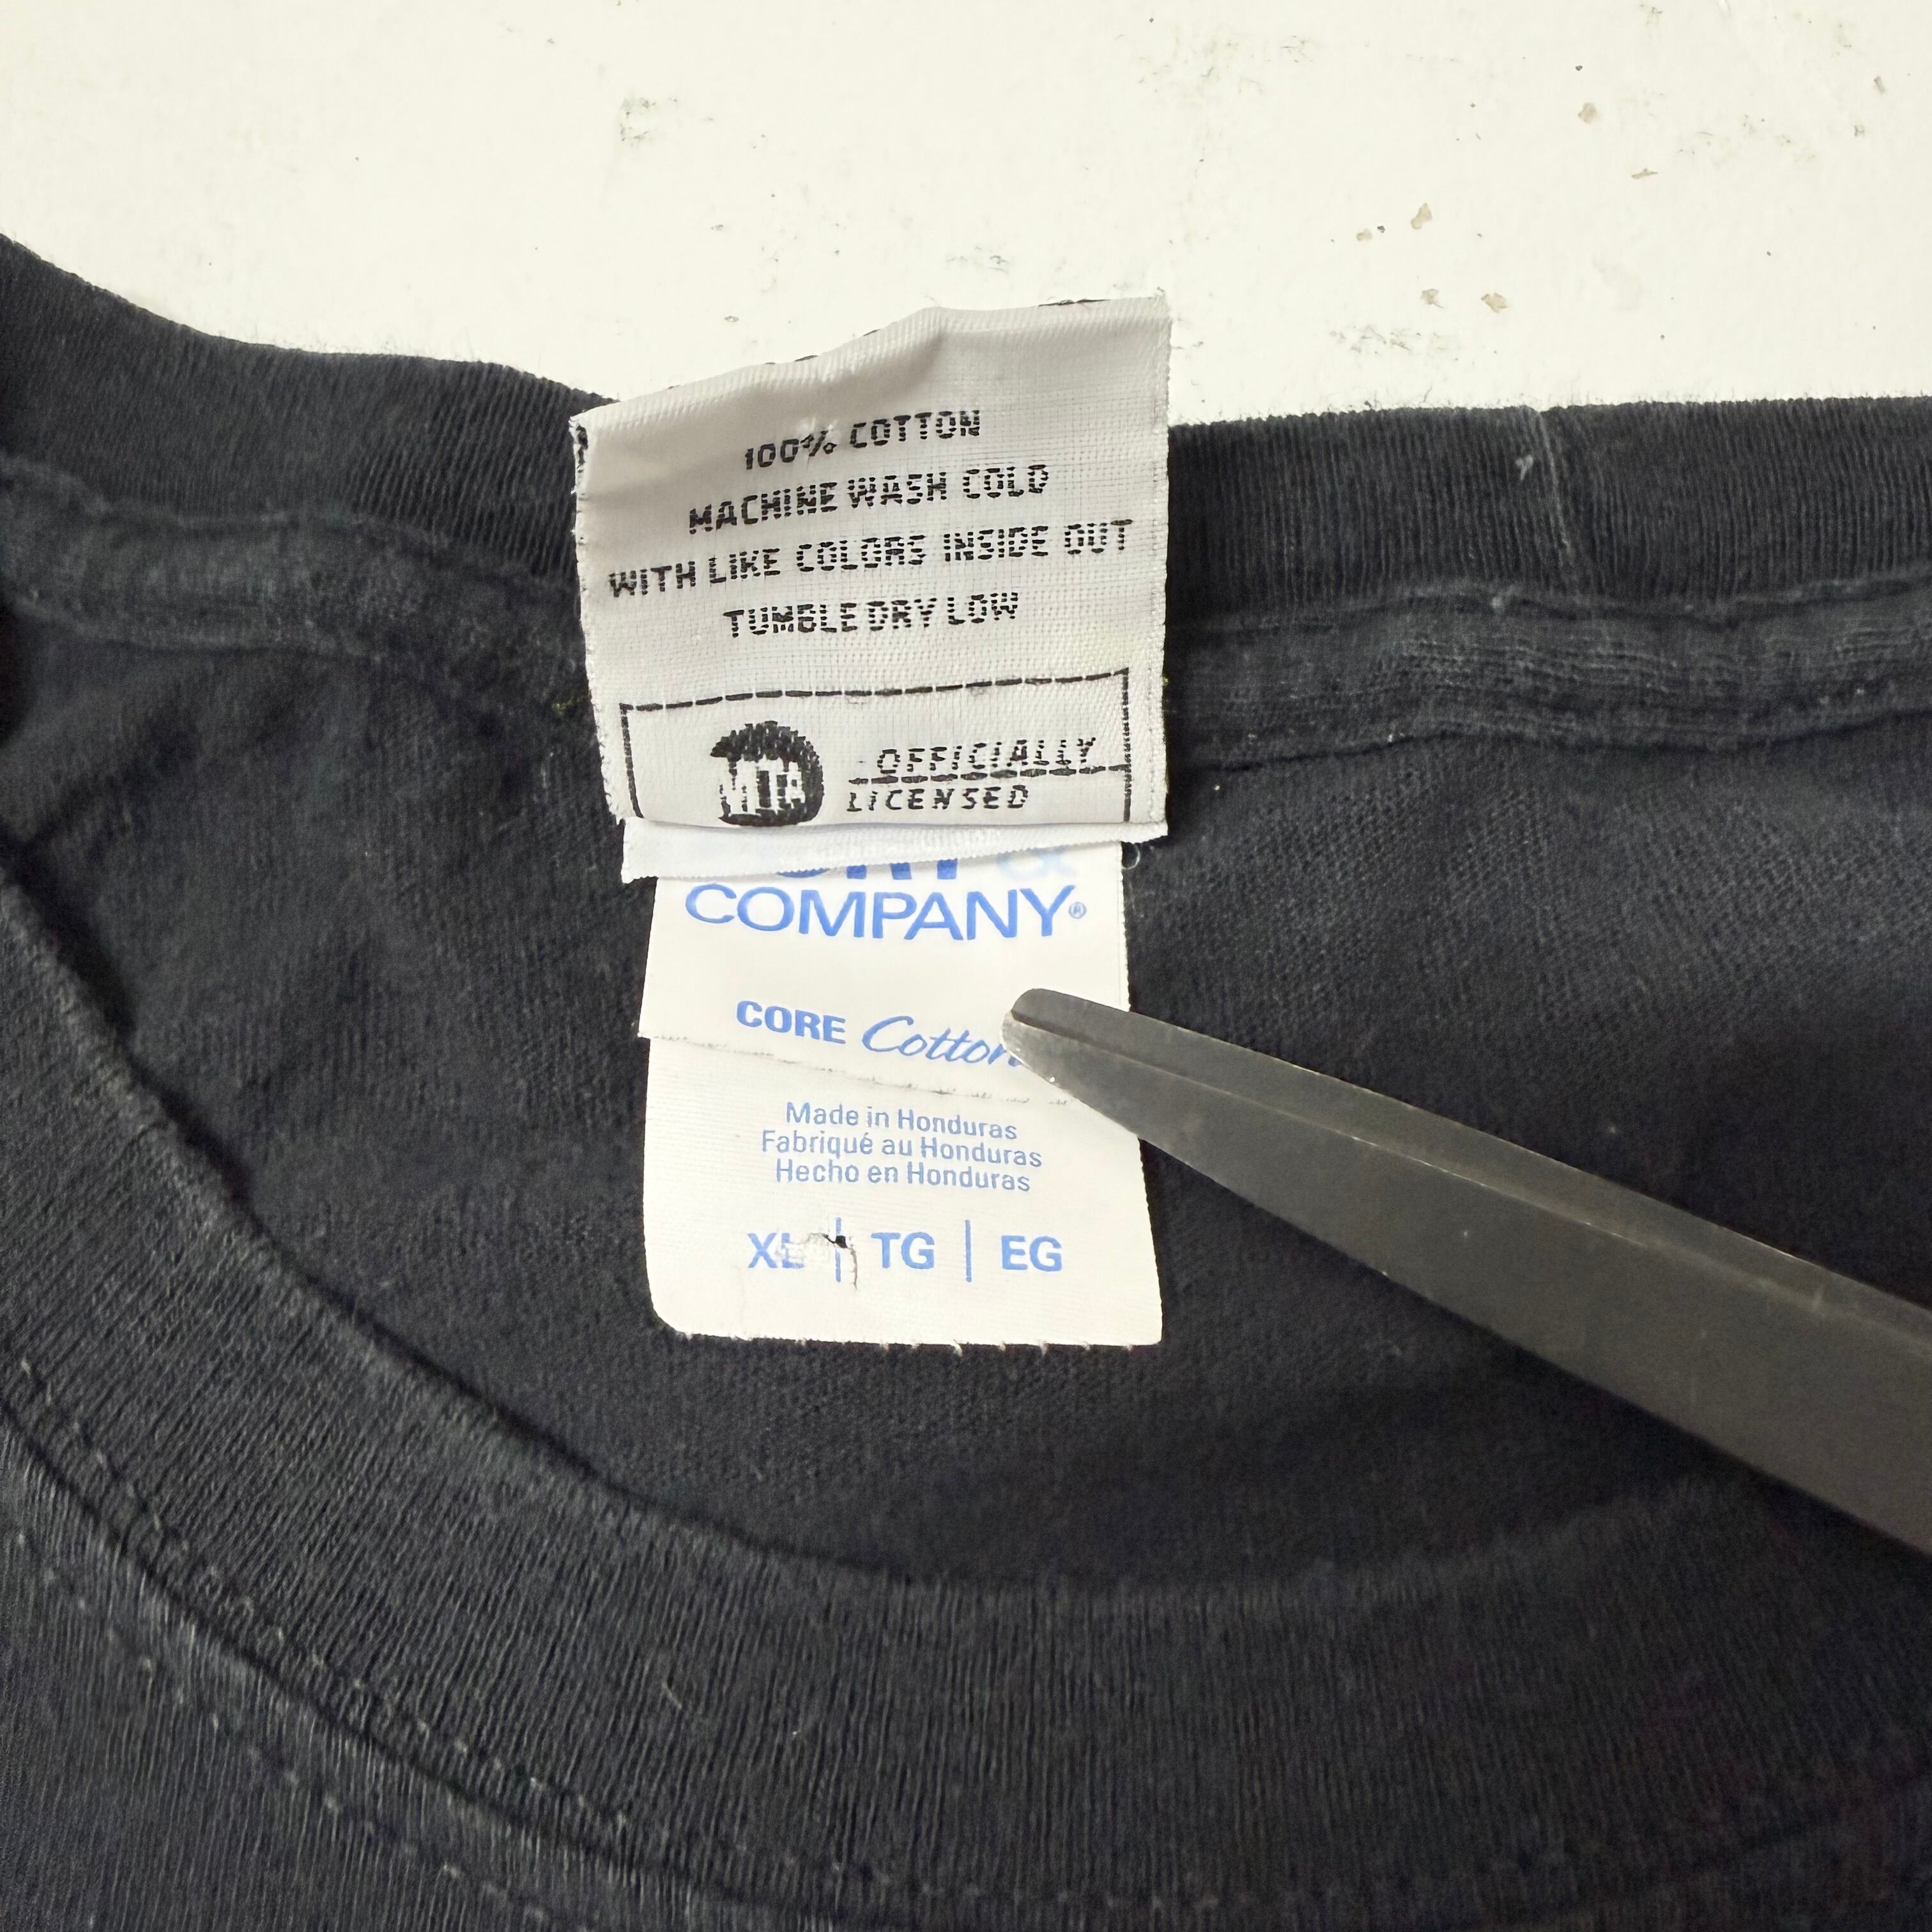 100% COTTON
MACHINE WASH COLD
WITH LIKE COLORS INSIDE OUT
TUMBLE DRY LOW
MTA
OFFICIALLY
LICENSED
COMPANY®
CORE Cotton
Made in Honduras
Fabriqué au Honduras
Hecho en Honduras
XL | TG | EG